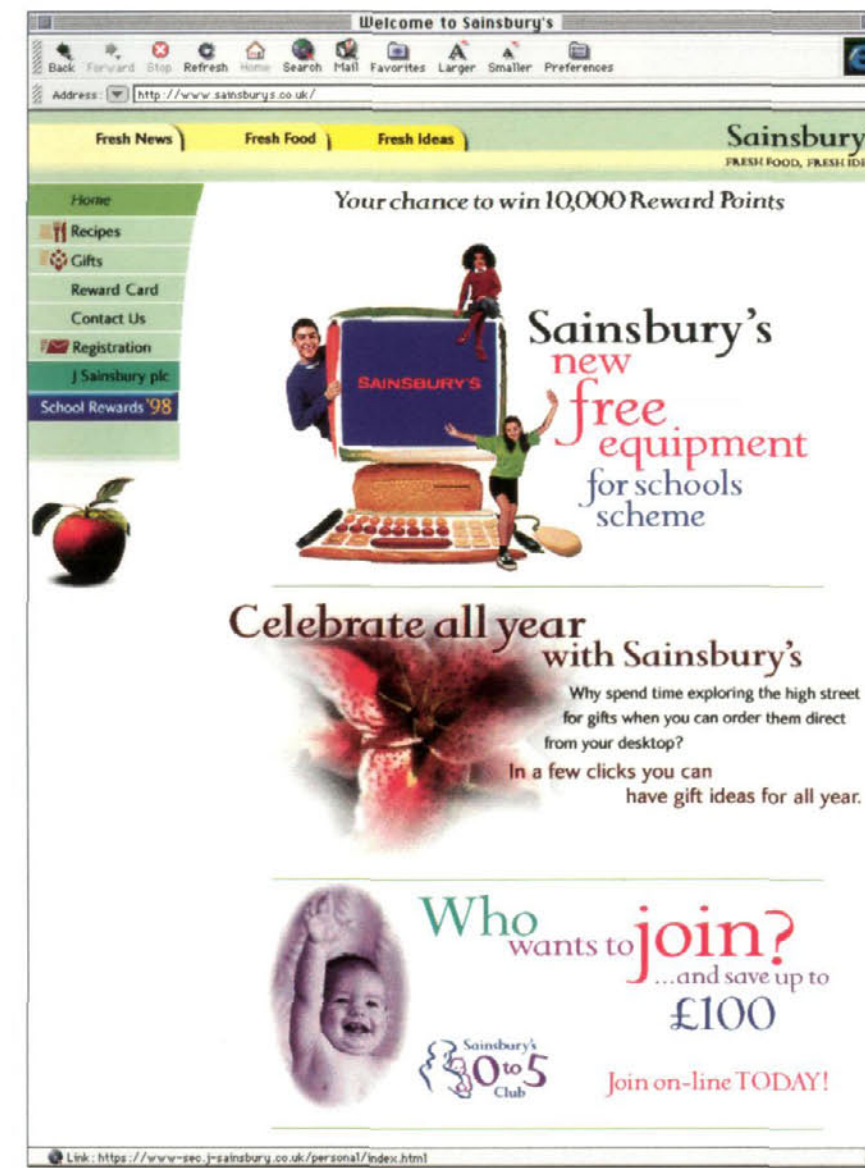 Welcome to Sainsbury's
Back Forward Stop Refresh Home Search Mail Favorites Larger Smaller Preferences
Address: http://www.sainsburys.co.uk/
Fresh News Fresh Food Fresh Ideas
Sainsbury
FRESH FOOD, FRESH IDE
Home
Recipes
Gifts
Reward Card
Contact Us
Registration
J Sainsbury plc
School Rewards '98
Your chance to win 10,000 Reward Points
SAINSBURY'S
Sainsbury's
new
free
equipment
for schools
scheme
Celebrate all year
with Sainsbury's
Why spend time exploring the high street
for gifts when you can order them direct
from your desktop?
In a few clicks you can
have gift ideas for all year.
Who
wants to join?
...and save up to
£100
Sainsbury's
0 to 5
Club
Join on-line TODAY!
Link: https://www-sec.j-sainsbury.co.uk/personal/index.html